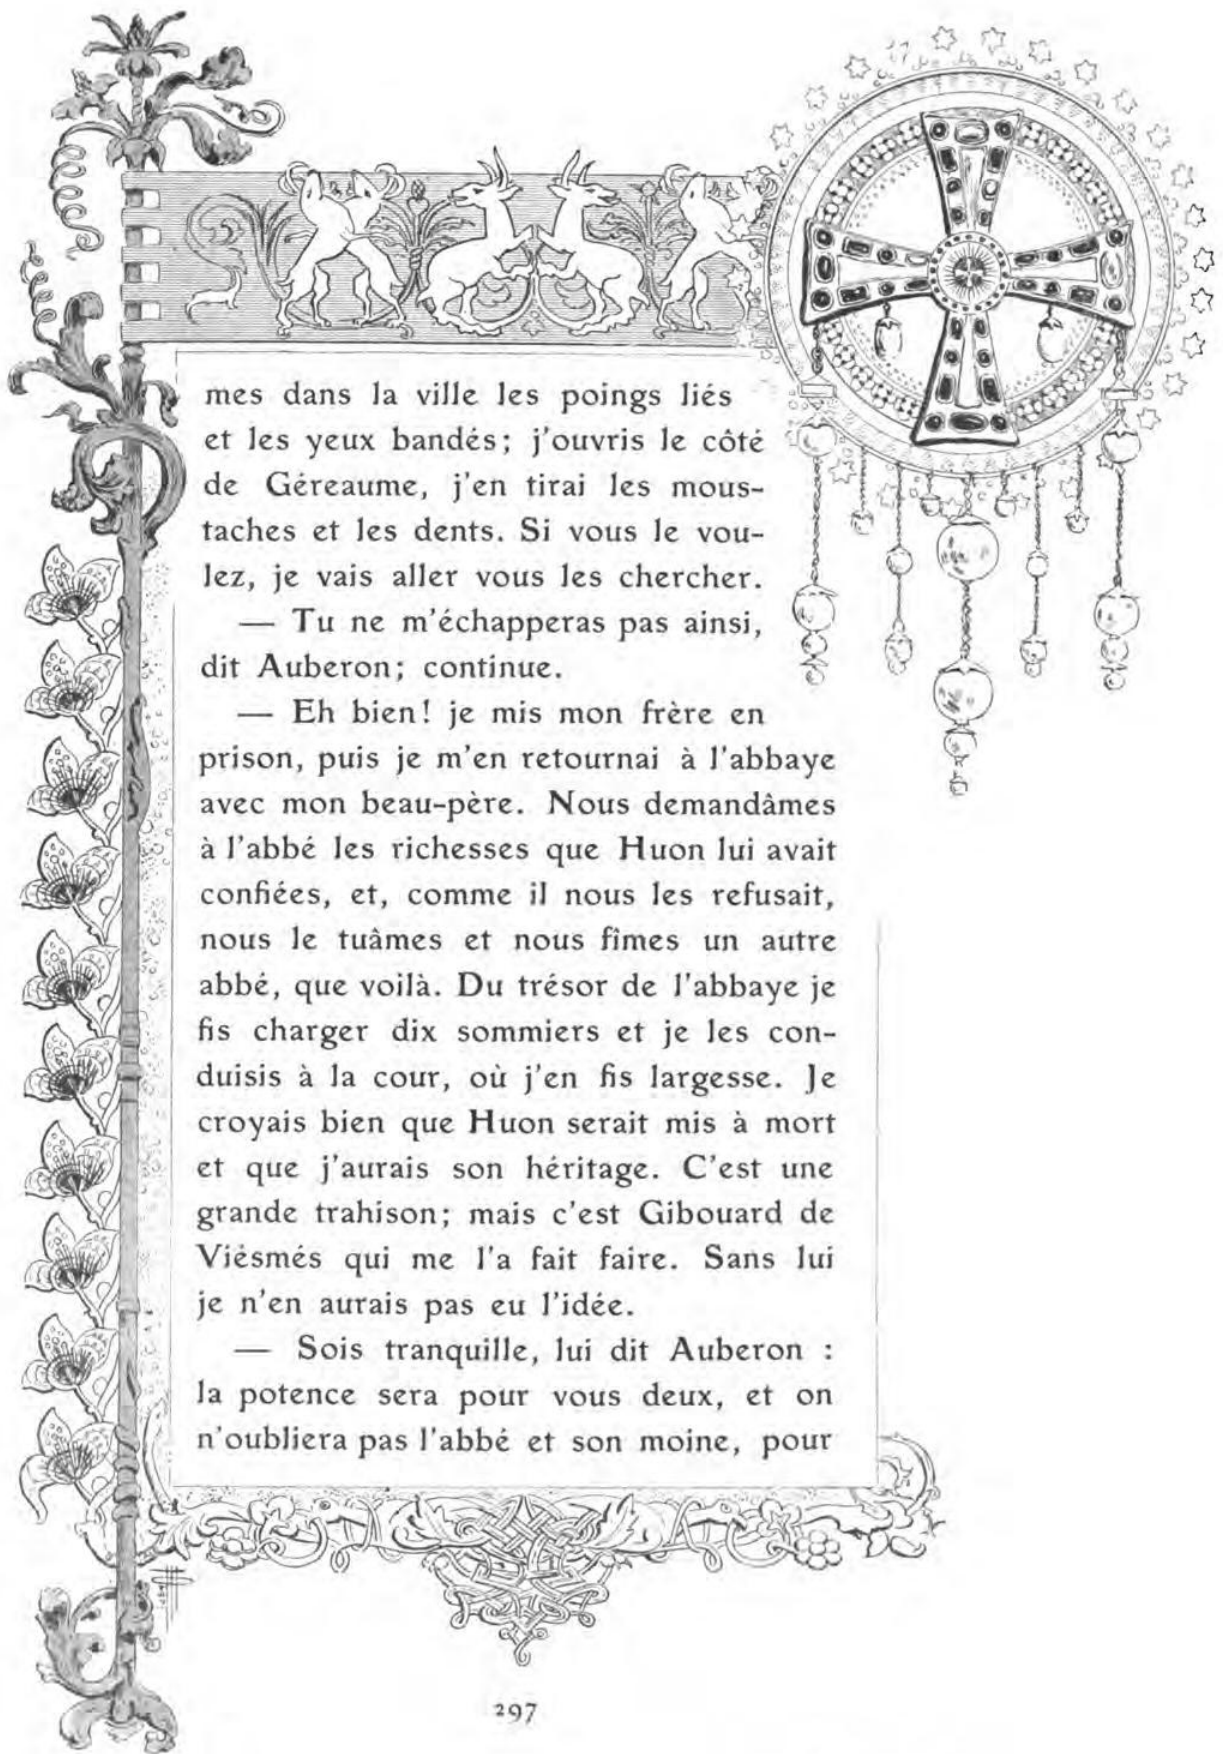 mes dans la ville les poings liés
et les yeux bandés; j'ouvris le côté
de Géreaume, j'en tirai les mous-
taches et les dents. Si vous le vou-
lez, je vais aller vous les chercher.
— Tu ne m'échapperas pas ainsi,
dit Auberon; continue.
— Eh bien! je mis mon frère en
prison, puis je m'en retournai à l'abbaye
avec mon beau-père. Nous demandâmes
à l'abbé les richesses que Huon lui avait
confiées, et, comme il nous les refusait,
nous le tuâmes et nous fîmes un autre
abbé, que voilà. Du trésor de l'abbaye je
fis charger dix sommiers et je les con-
duisis à la cour, où j'en fis largesse. Je
croyais bien que Huon serait mis à mort
et que j'aurais son héritage. C'est une
grande trahison; mais c'est Gibouard de
Viésmés qui me l'a fait faire. Sans lui
je n'en aurais pas eu l'idée.
— Sois tranquille, lui dit Auberon :
la potence sera pour vous deux, et on
n'oubliera pas l'abbé et son moine, pour
297